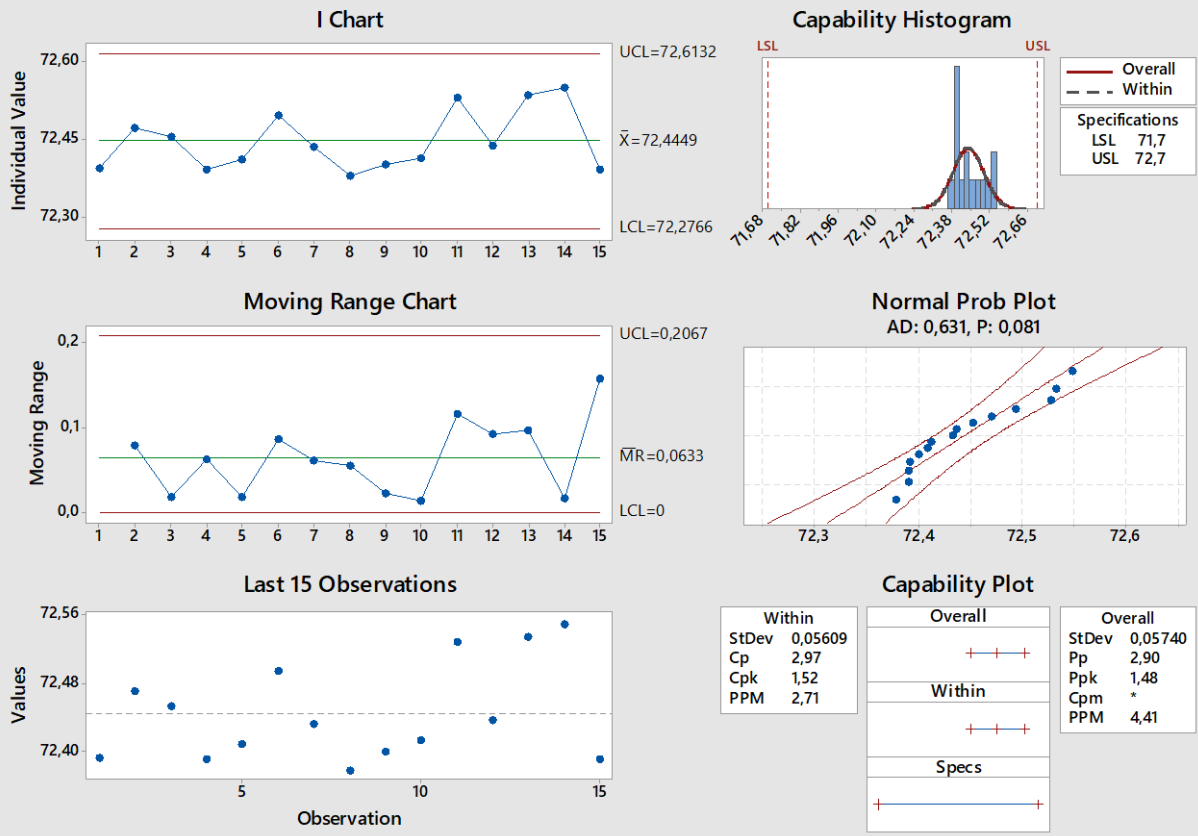 I Chart
Individual Value
72,60
72,45
72,30
UCL=72,6132
X̄=72,4449
LCL=72,2766
1 2 3 4 5 6 7 8 9 10 11 12 13 14 15
Capability Histogram
LSL USL
71,68 71,82 71,96 72,10 72,24 72,38 72,52 72,66
Overall
Within
Specifications
LSL 71,7
USL 72,7
Moving Range Chart
Moving Range
0,2
0,1
0,0
UCL=0,2067
M̅R̅=0,0633
LCL=0
1 2 3 4 5 6 7 8 9 10 11 12 13 14 15
Normal Prob Plot
AD: 0,631, P: 0,081
72,3 72,4 72,5 72,6
Last 15 Observations
Values
72,56
72,48
72,40
5 10 15
Observation
Capability Plot
Within
StDev 0,05609
Cp 2,97
Cpk 1,52
PPM 2,71
Overall
Within
Specs
Overall
StDev 0,05740
Pp 2,90
Ppk 1,48
Cpm *
PPM 4,41